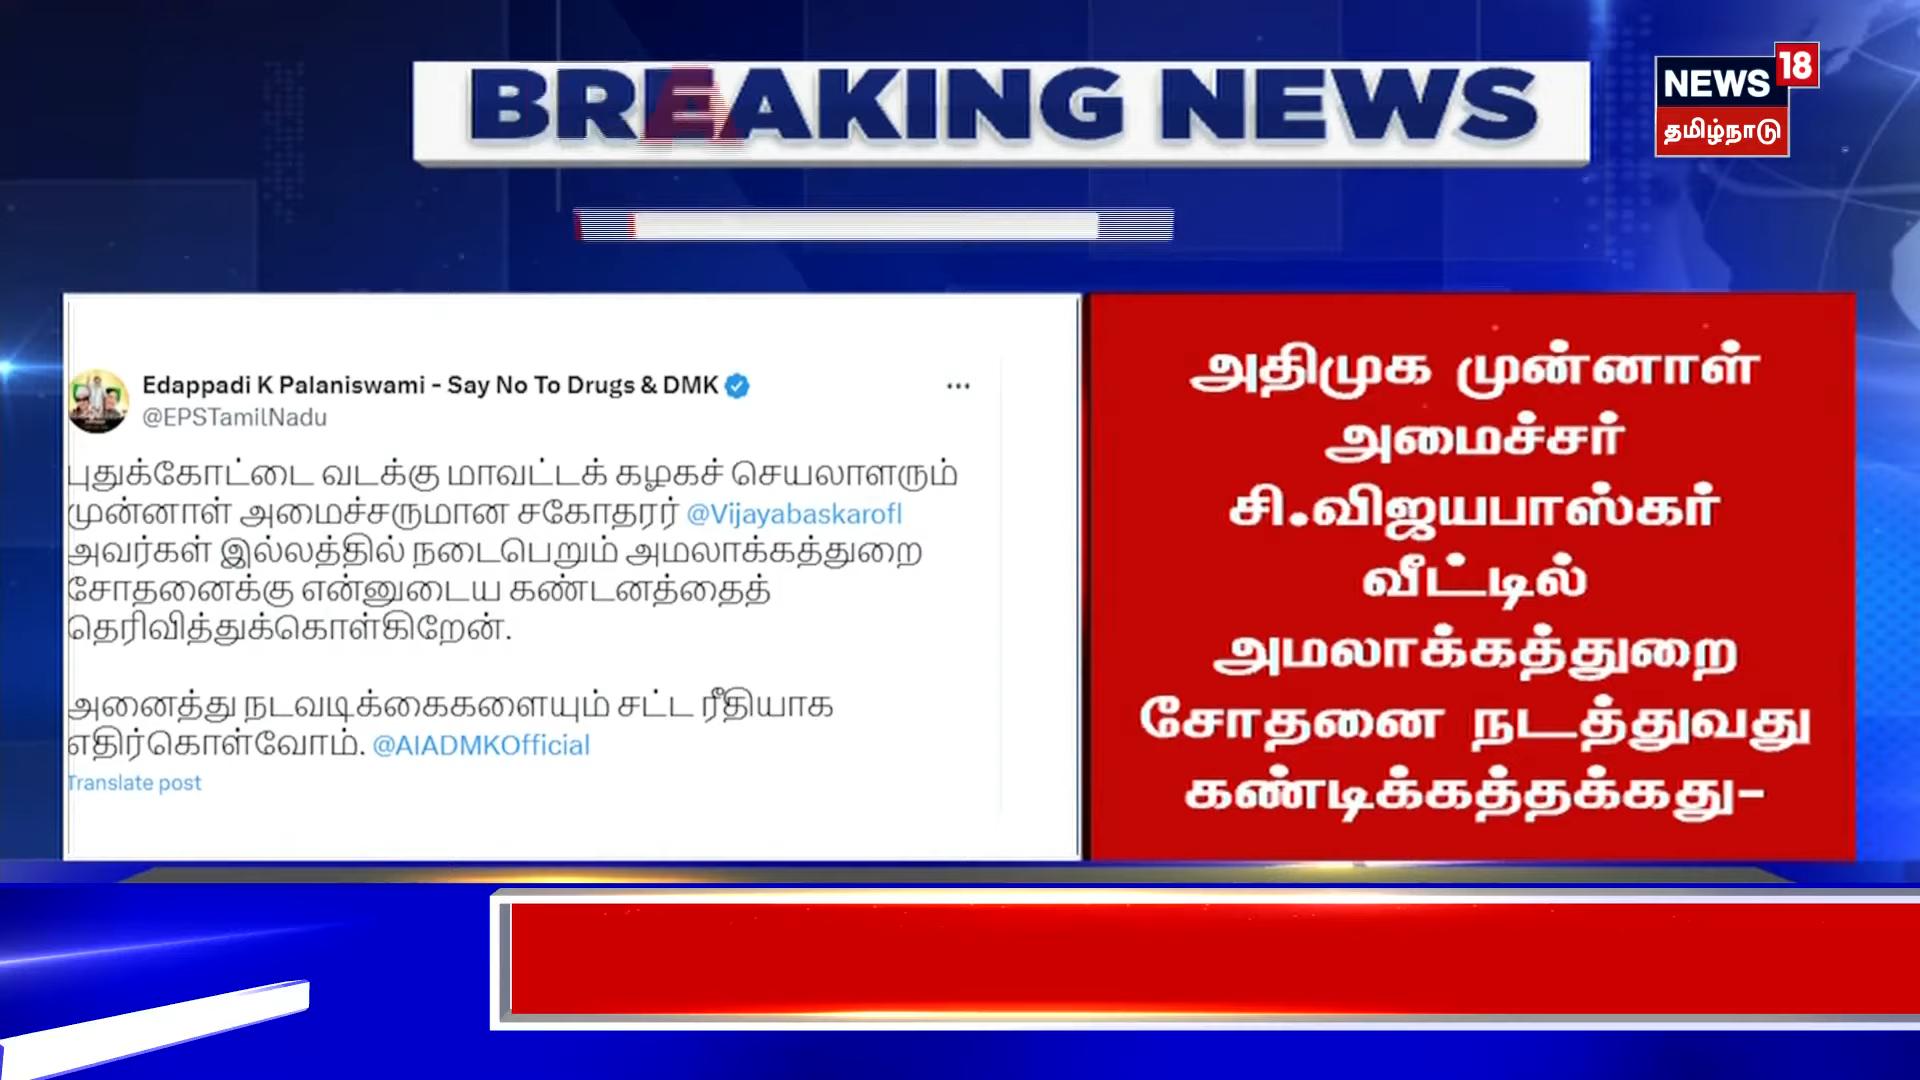 BREAKING NEWS
NEWS 18
தமிழ்நாடு
Edappadi K Palaniswami - Say No To Drugs & DMK
@EPSTamilNadu
புதுக்கோட்டை வடக்கு மாவட்டக் கழகச் செயலாளரும்
முன்னாள் அமைச்சருமான சகோதரர் @Vijayabaskarofl
அவர்கள் இல்லத்தில் நடைபெறும் அமலாக்கத்துறை
சோதனைக்கு என்னுடைய கண்டனத்தைத்
தெரிவித்துக்கொள்கிறேன்.
அனைத்து நடவடிக்கைகளையும் சட்ட ரீதியாக
எதிர்கொள்வோம். @AIADMKOfficial
Translate post
அதிமுக முன்னாள்
அமைச்சர்
சி.விஜயபாஸ்கர்
வீட்டில்
அமலாக்கத்துறை
சோதனை நடத்துவது
கண்டிக்கத்தக்கது-